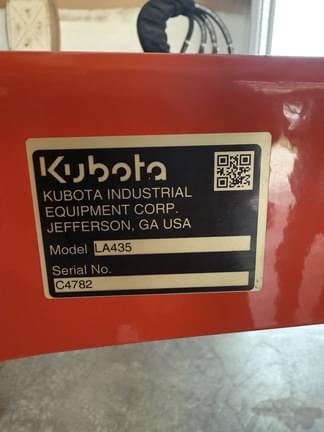 Kubota
KUBOTA INDUSTRIAL
EQUIPMENT CORP.
JEFFERSON, GA USA
Model LA435
Serial No.
C4782